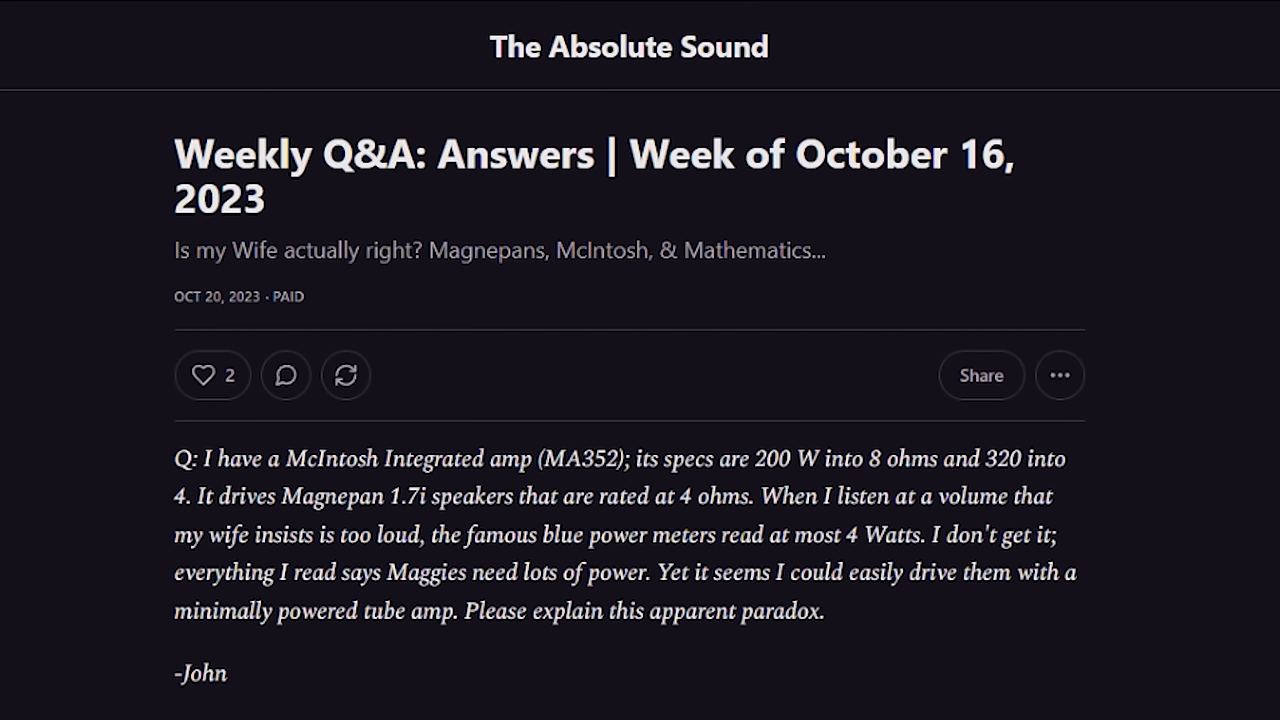 The Absolute Sound
Weekly Q&A: Answers | Week of October 16,
2023
Is my Wife actually right? Magnepans, McIntosh, & Mathematics...
OCT 20, 2023 · PAID
2
Share
Q: I have a McIntosh Integrated amp (MA352); its specs are 200 W into 8 ohms and 320 into
4. It drives Magnepan 1.7i speakers that are rated at 4 ohms. When I listen at a volume that
my wife insists is too loud, the famous blue power meters read at most 4 Watts. I don't get it;
everything I read says Maggies need lots of power. Yet it seems I could easily drive them with a
minimally powered tube amp. Please explain this apparent paradox.
-John